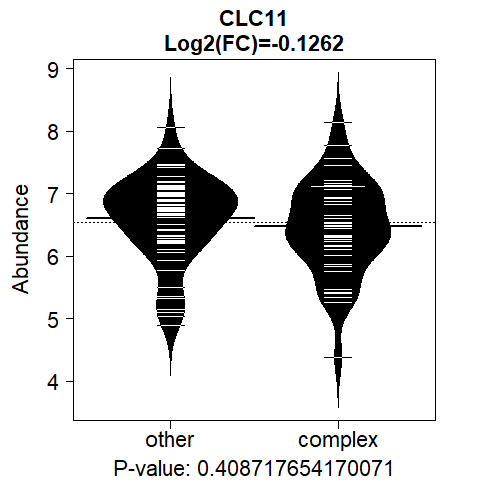 CLC11
Log2(FC)=-0.1262
9
8
7
6
5
4
Abundance
other complex
P-value: 0.408717654170071